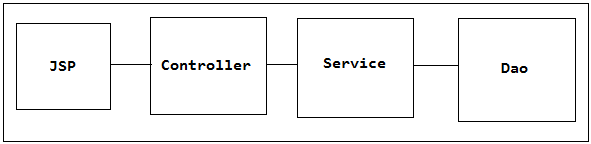 JSP
Controller
Service
Dao